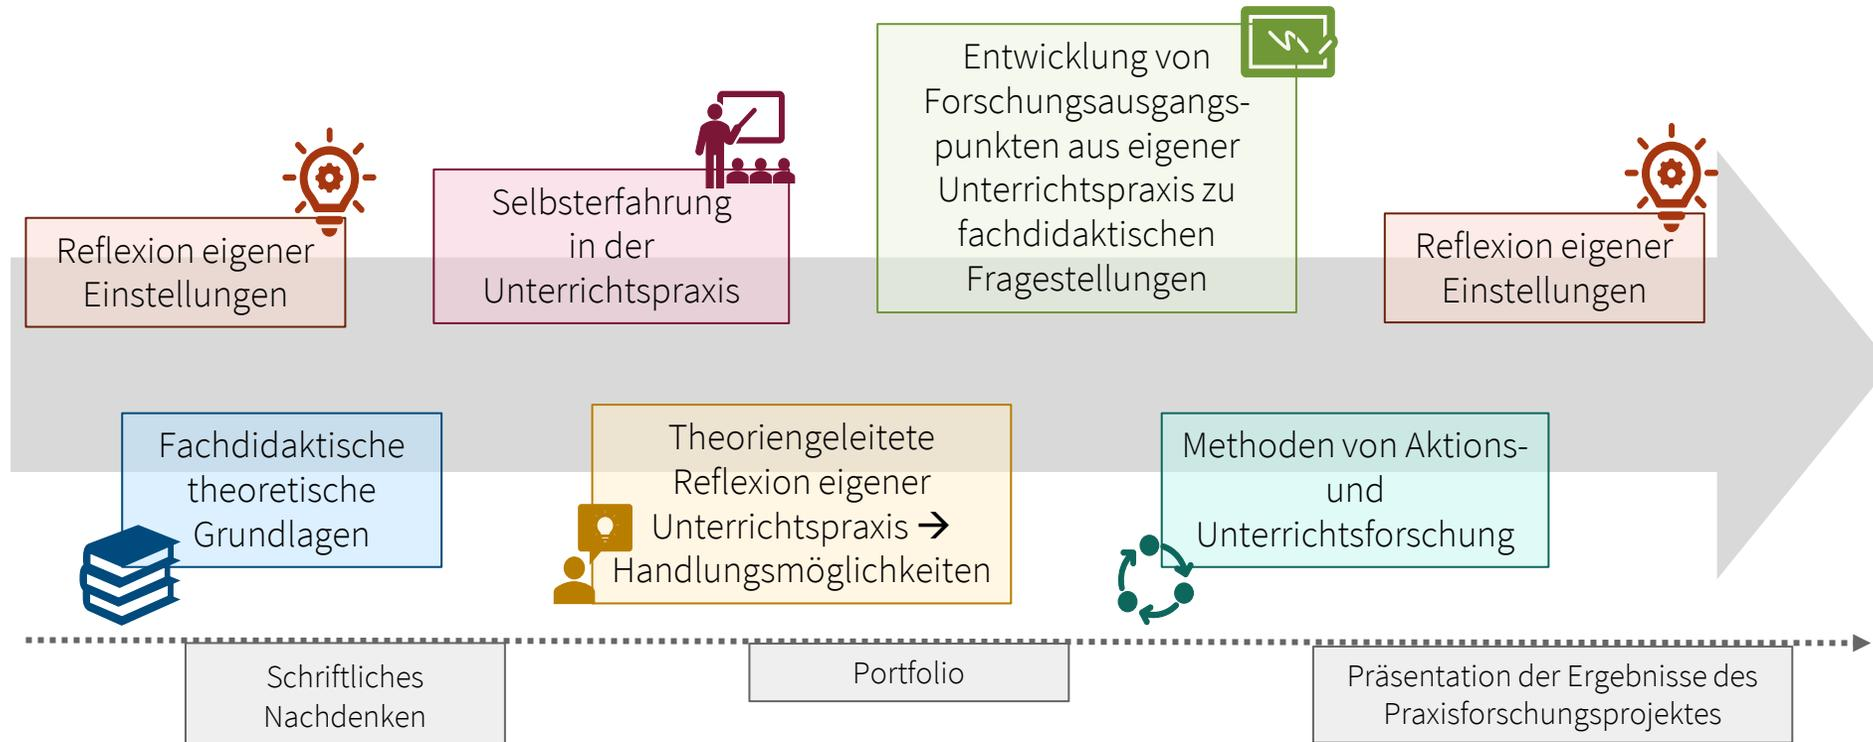 Reflexion eigener
Einstellungen
Selbsterfahrung
in der
Unterrichtspraxis
Entwicklung von
Forschungsausgangs-
punkten aus eigener
Unterrichtspraxis zu
fachdidaktischen
Fragestellungen
Reflexion eigener
Einstellungen
Fachdidaktische
theoretische
Grundlagen
Theoriengeleitete
Reflexion eigener
Unterrichtspraxis →
Handlungsmöglichkeiten
Methoden von Aktions-
und
Unterrichtsforschung
Schriftliches
Nachdenken
Portfolio
Präsentation der Ergebnisse des
Praxisforschungsprojektes